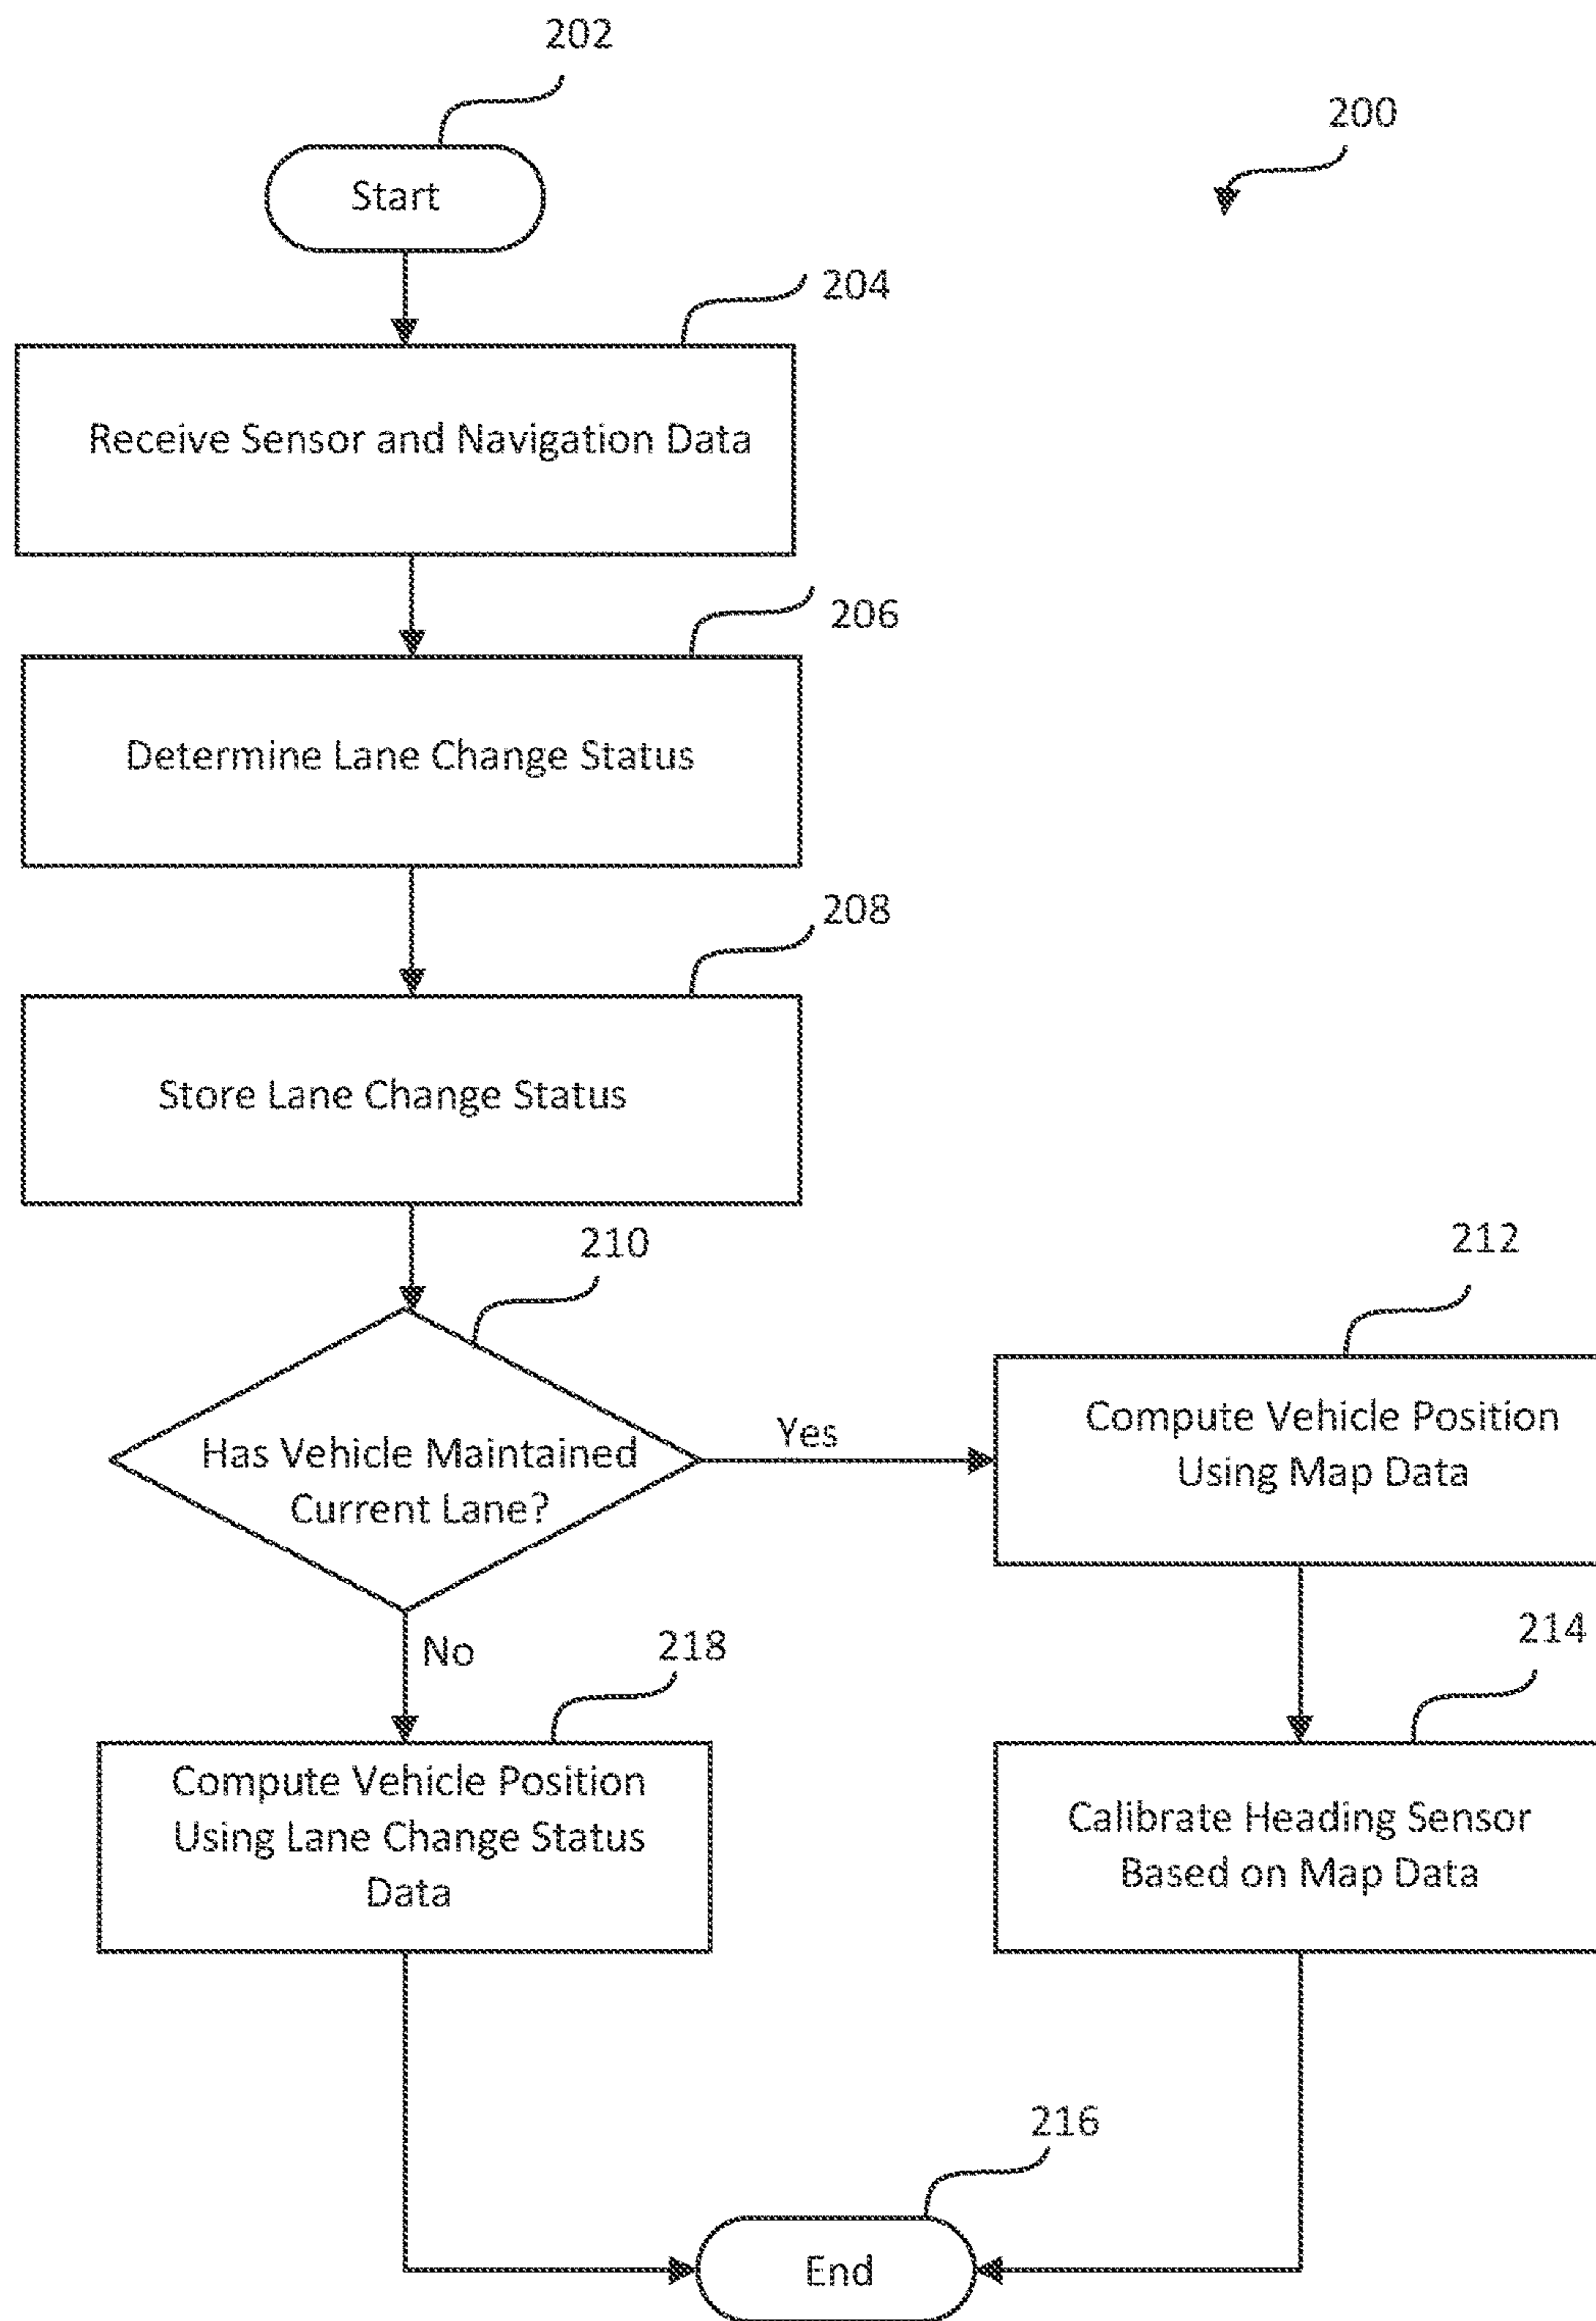 202
200
Start
204
Receive Sensor and Navigation Data
206
Determine Lane Change Status
208
Store Lane Change Status
210
212
Has Vehicle Maintained
Current Lane?
Yes
Compute Vehicle Position
Using Map Data
No
218
214
Compute Vehicle Position
Using Lane Change Status
Data
Calibrate Heading Sensor
Based on Map Data
216
End